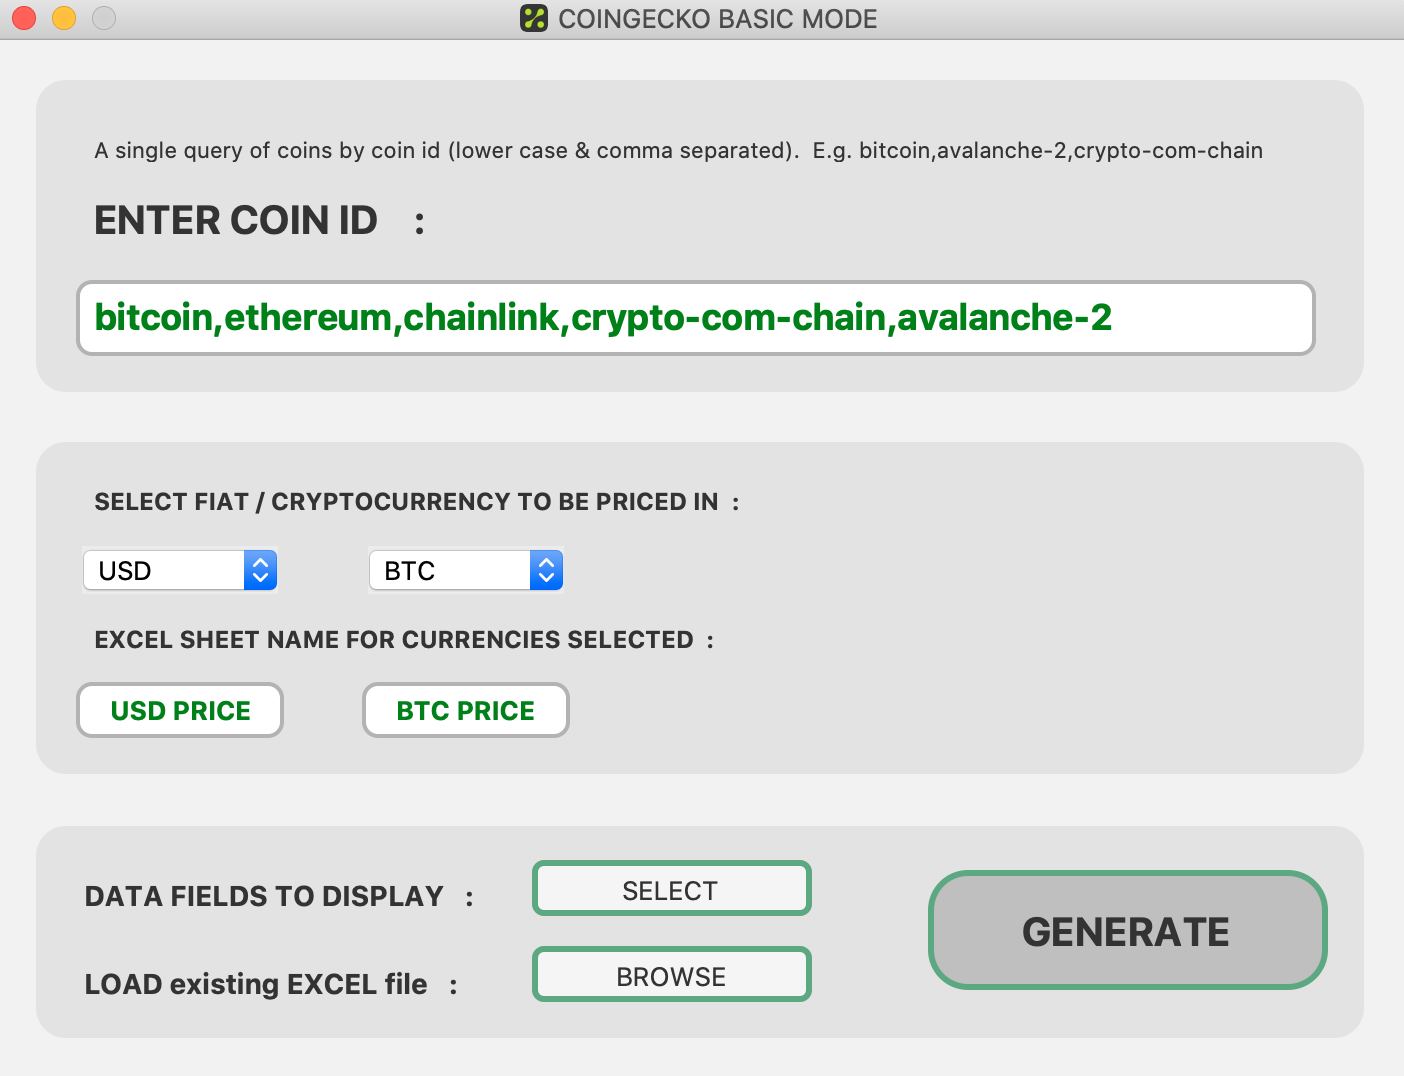 COINGECKO BASIC MODE
A single query of coins by coin id (lower case & comma separated).  E.g. bitcoin,avalanche-2,crypto-com-chain
ENTER COIN ID :
bitcoin,ethereum,chainlink,crypto-com-chain,avalanche-2
SELECT FIAT / CRYPTOCURRENCY TO BE PRICED IN :
USD BTC
EXCEL SHEET NAME FOR CURRENCIES SELECTED :
USD PRICE BTC PRICE
DATA FIELDS TO DISPLAY : SELECT
GENERATE
LOAD existing EXCEL file : BROWSE